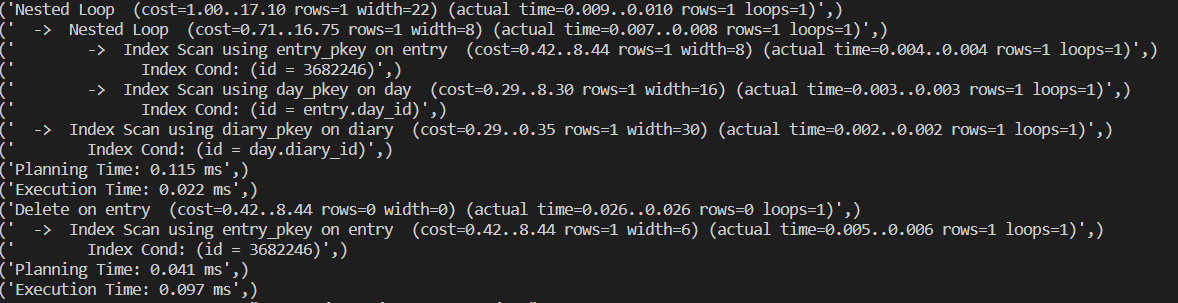 ('Nested Loop  (cost=1.00..17.10 rows=1 width=22) (actual time=0.009..0.010 rows=1 loops=1)',)
('  ->  Nested Loop  (cost=0.71..16.75 rows=1 width=8) (actual time=0.007..0.008 rows=1 loops=1)',)
('        ->  Index Scan using entry_pkey on entry  (cost=0.42..8.44 rows=1 width=8) (actual time=0.004..0.004 rows=1 loops=1)',)
('              Index Cond: (id = 3682246)',)
('        ->  Index Scan using day_pkey on day  (cost=0.29..8.30 rows=1 width=16) (actual time=0.003..0.003 rows=1 loops=1)',)
('              Index Cond: (id = entry.day_id)',)
('  ->  Index Scan using diary_pkey on diary  (cost=0.29..0.35 rows=1 width=30) (actual time=0.002..0.002 rows=1 loops=1)',)
('        Index Cond: (id = day.diary_id)',)
('Planning Time: 0.115 ms',)
('Execution Time: 0.022 ms',)
('Delete on entry  (cost=0.42..8.44 rows=0 width=0) (actual time=0.026..0.026 rows=0 loops=1)',)
('  ->  Index Scan using entry_pkey on entry  (cost=0.42..8.44 rows=1 width=6) (actual time=0.005..0.006 rows=1 loops=1)',)
('        Index Cond: (id = 3682246)',)
('Planning Time: 0.041 ms',)
('Execution Time: 0.097 ms',)